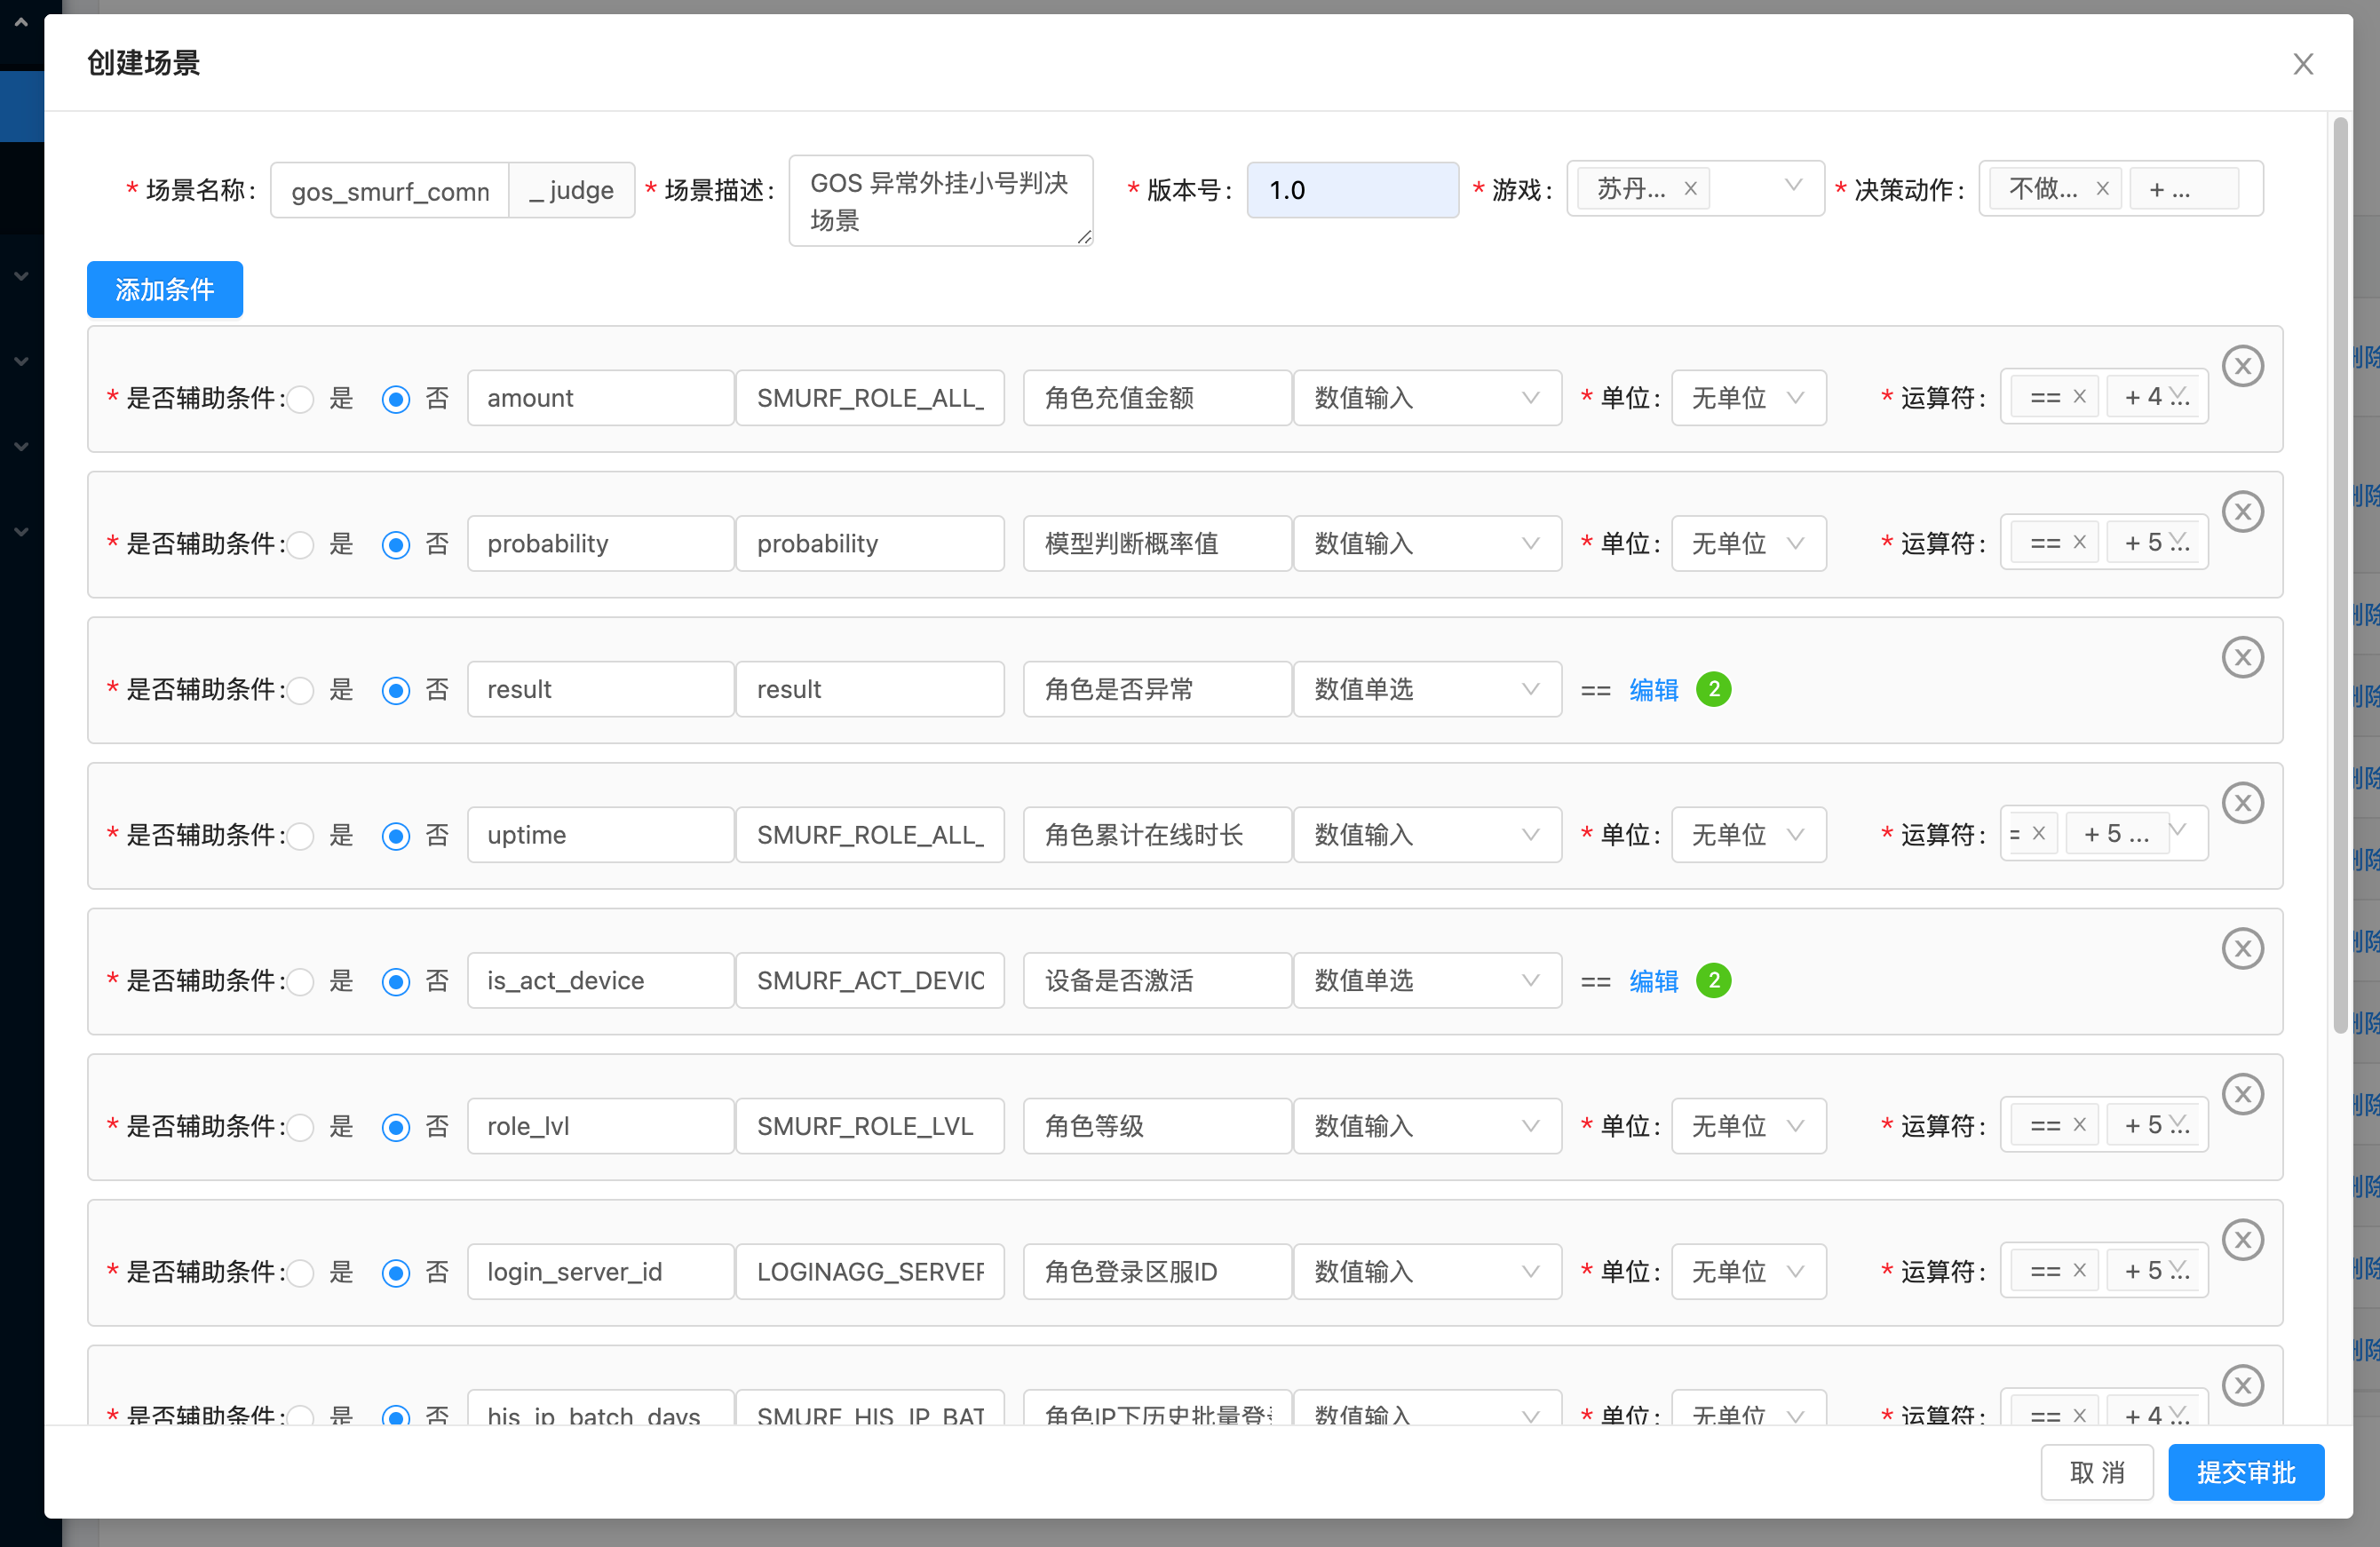 创建场景
* 场景名称: gos_smurf_comn _ judge * 场景描述: GOS 异常外挂小号判决场景 * 版本号: 1.0 * 游戏: 苏丹... × * 决策动作: 不做... × + ...
添加条件
* 是否辅助条件: 是 否 amount SMURF_ROLE_ALL_ 角色充值金额 数值输入 * 单位: 无单位 * 运算符: == × + 4 ...
* 是否辅助条件: 是 否 probability probability 模型判断概率值 数值输入 * 单位: 无单位 * 运算符: == × + 5 ...
* 是否辅助条件: 是 否 result result 角色是否异常 数值单选 == 编辑 2
* 是否辅助条件: 是 否 uptime SMURF_ROLE_ALL_ 角色累计在线时长 数值输入 * 单位: 无单位 * 运算符: = × + 5 ...
* 是否辅助条件: 是 否 is_act_device SMURF_ACT_DEVIC 设备是否激活 数值单选 == 编辑 2
* 是否辅助条件: 是 否 role_lvl SMURF_ROLE_LVL 角色等级 数值输入 * 单位: 无单位 * 运算符: == × + 5 ...
* 是否辅助条件: 是 否 login_server_id LOGINAGG_SERVER 角色登录区服ID 数值输入 * 单位: 无单位 * 运算符: == × + 5 ...
* 是否辅助条件: 是 否 his_ip_batch_days SMURF_HIS_IP_BAT 角色IP下历史批量登 数值输入 * 单位: 无单位 * 运算符: == × + 4 ...
取 消 提交审批